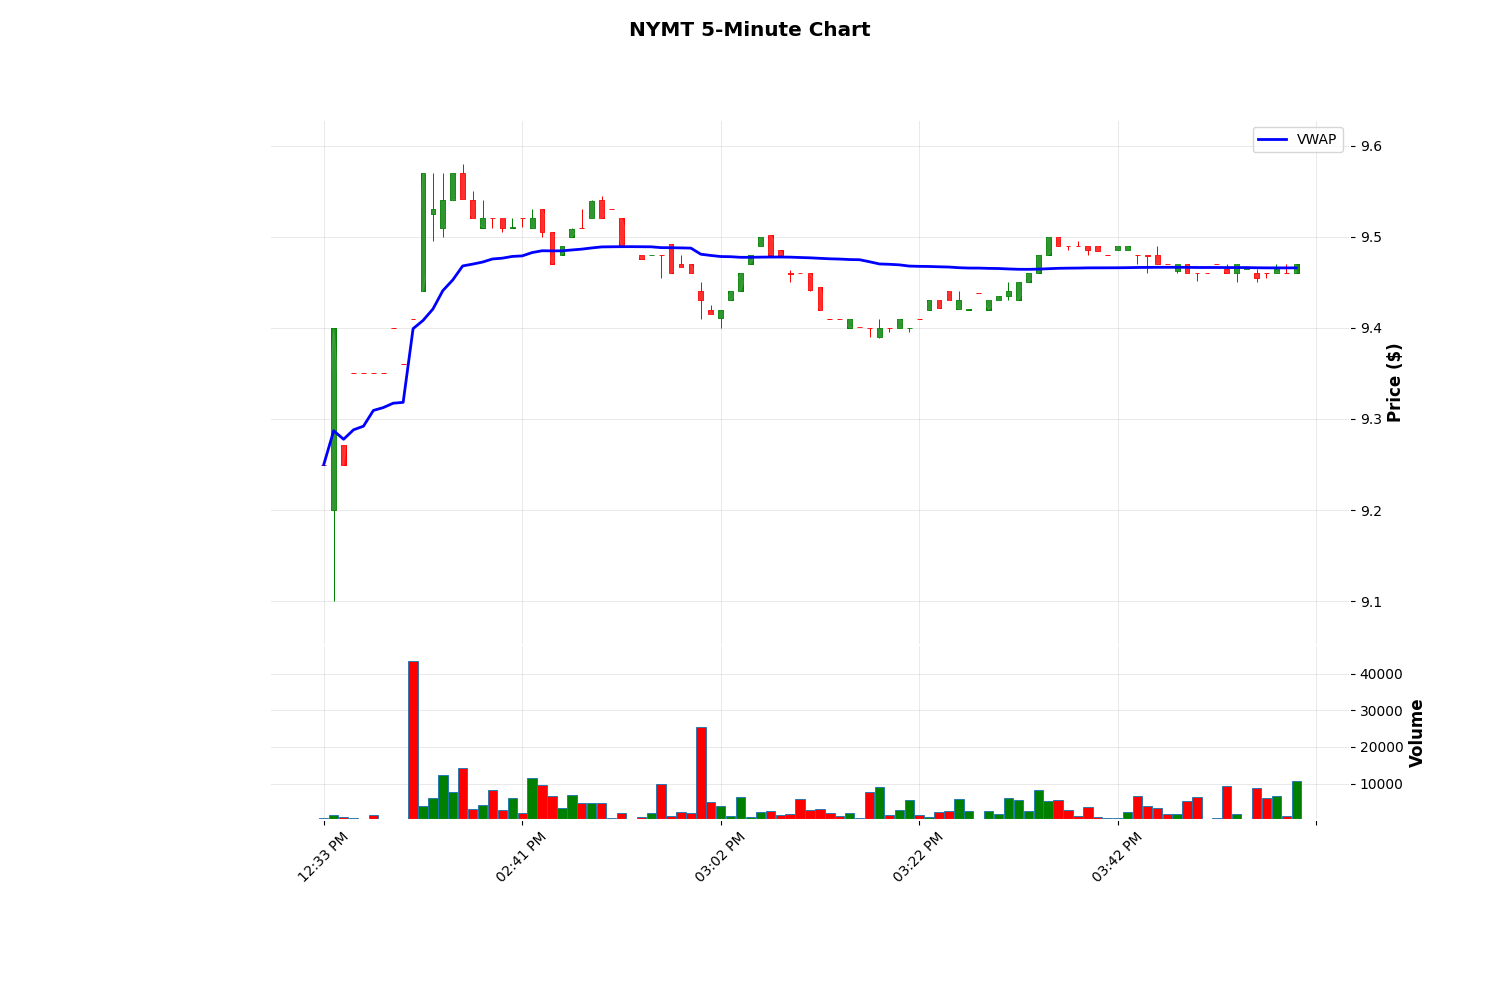 NYMT 5-Minute Chart
VWAP
9.6
9.5
9.4
9.3
9.2
9.1
Price ($)
40000
30000
20000
10000
Volume
12:33 PM
02:41 PM
03:02 PM
03:22 PM
03:42 PM